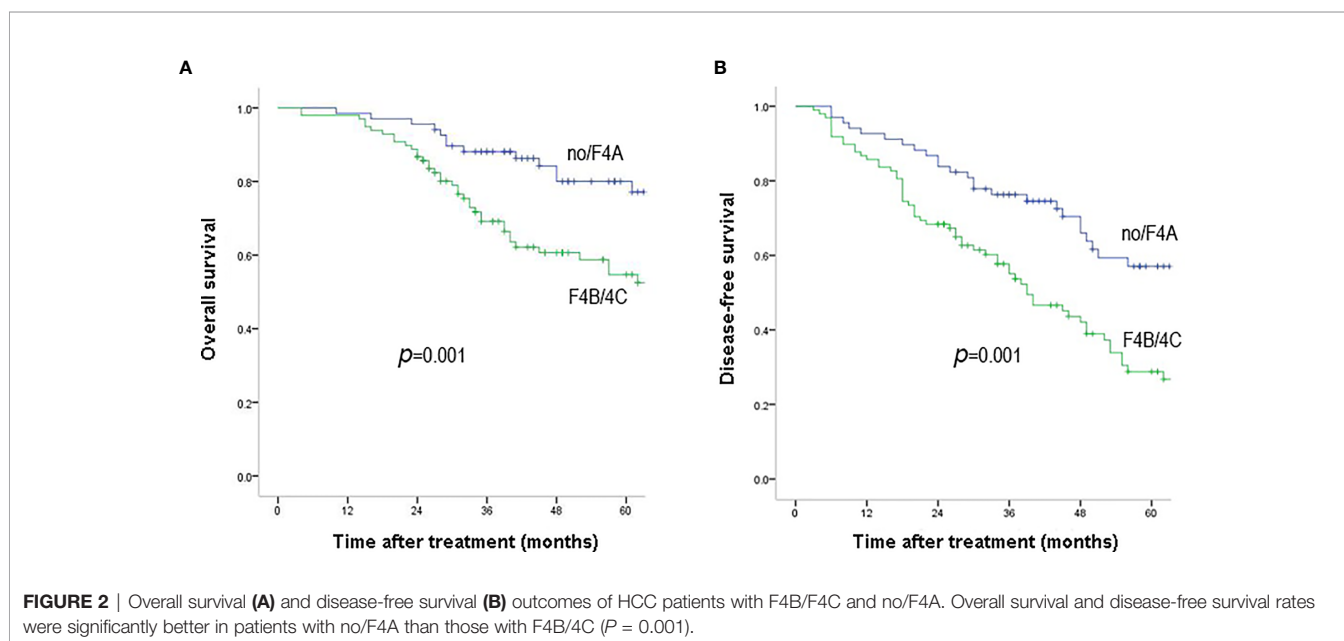 A
Overall survival
1.0
0.8
0.6
0.4
0.2
0.0
no/F4A
F4B/4C
p=0.001
0 12 24 36 48 60
Time after treatment (months)
B
Disease-free survival
1.0
0.8
0.6
0.4
0.2
0.0
no/F4A
F4B/4C
p=0.001
0 12 24 36 48 60
Time after treatment (months)
FIGURE 2 | Overall survival (A) and disease-free survival (B) outcomes of HCC patients with F4B/F4C and no/F4A. Overall survival and disease-free survival rates
were significantly better in patients with no/F4A than those with F4B/4C (P = 0.001).